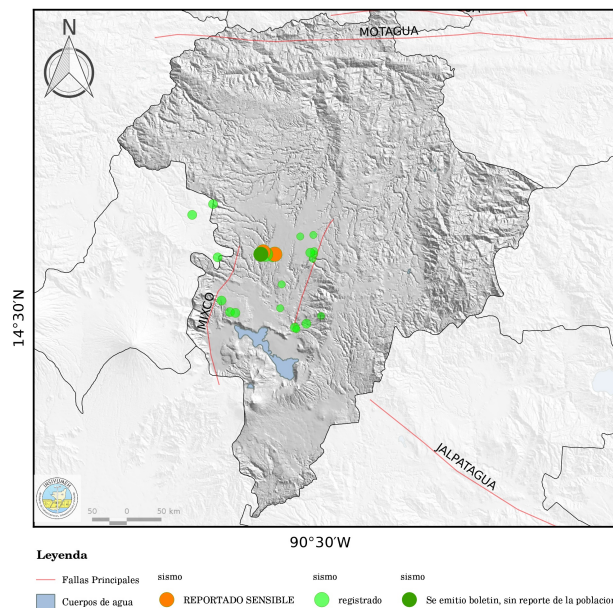 N
MOTAGUA
14°30'N
MIXCO
JALPATAGUA
INSIVUMEH
50 0 50 km
90°30'W
Leyenda
sismo sismo sismo
Fallas Principales
Cuerpos de agua REPORTADO SENSIBLE registrado Se emitio boletin, sin reporte de la poblacion